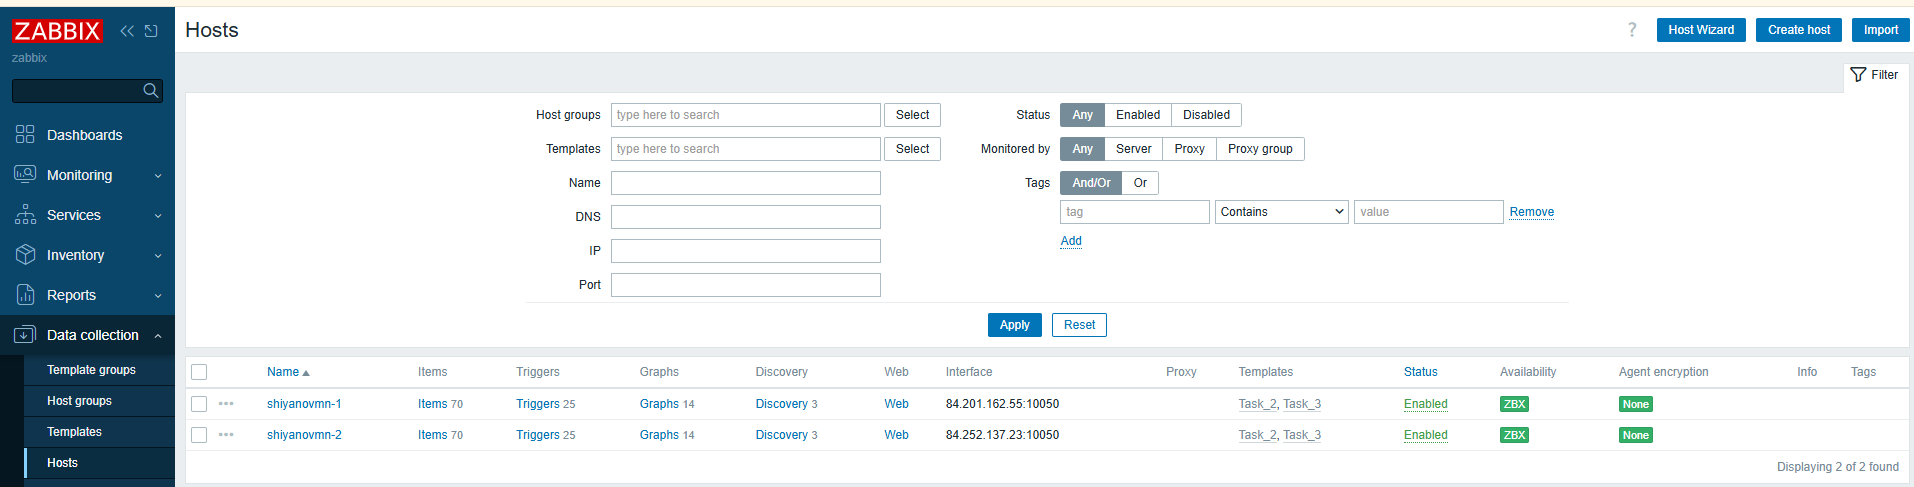 ZABBIX
zabbix
Dashboards
Monitoring
Services
Inventory
Reports
Data collection
Template groups
Host groups
Templates
Hosts
Hosts
? Host Wizard Create host Import
Filter
Host groups type here to search Select Status Any Enabled Disabled
Templates type here to search Select Monitored by Any Server Proxy Proxy group
Name Tags And/Or Or
DNS tag Contains value Remove
IP Add
Port
Apply Reset
Name Items Triggers Graphs Discovery Web Interface Proxy Templates Status Availability Agent encryption Info Tags
shiyanovmn-1 Items 70 Triggers 25 Graphs 14 Discovery 3 Web 84.201.162.55:10050 Task_2, Task_3 Enabled ZBX None
shiyanovmn-2 Items 70 Triggers 25 Graphs 14 Discovery 3 Web 84.252.137.23:10050 Task_2, Task_3 Enabled ZBX None
Displaying 2 of 2 found